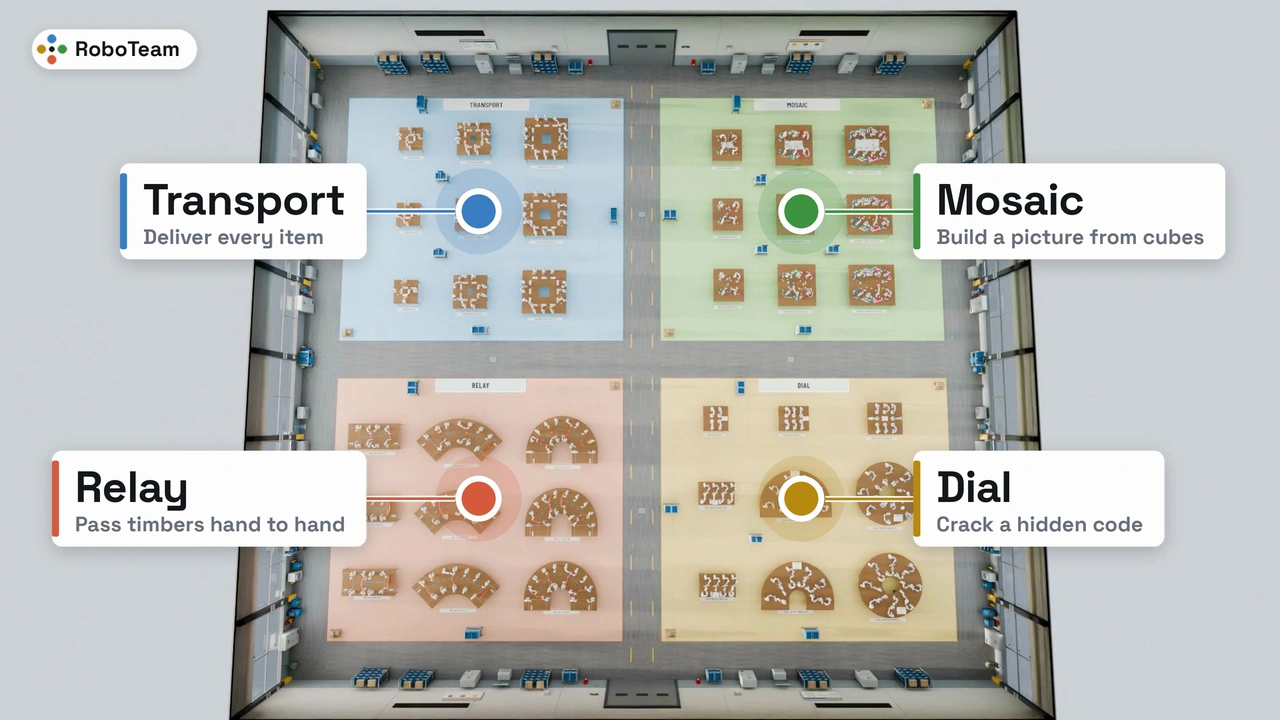 RoboTeam
TRANSPORT
MOSAIC
Transport
Deliver every item
Mosaic
Build a picture from cubes
RELAY
DIAL
Relay
Pass timbers hand to hand
Dial
Crack a hidden code